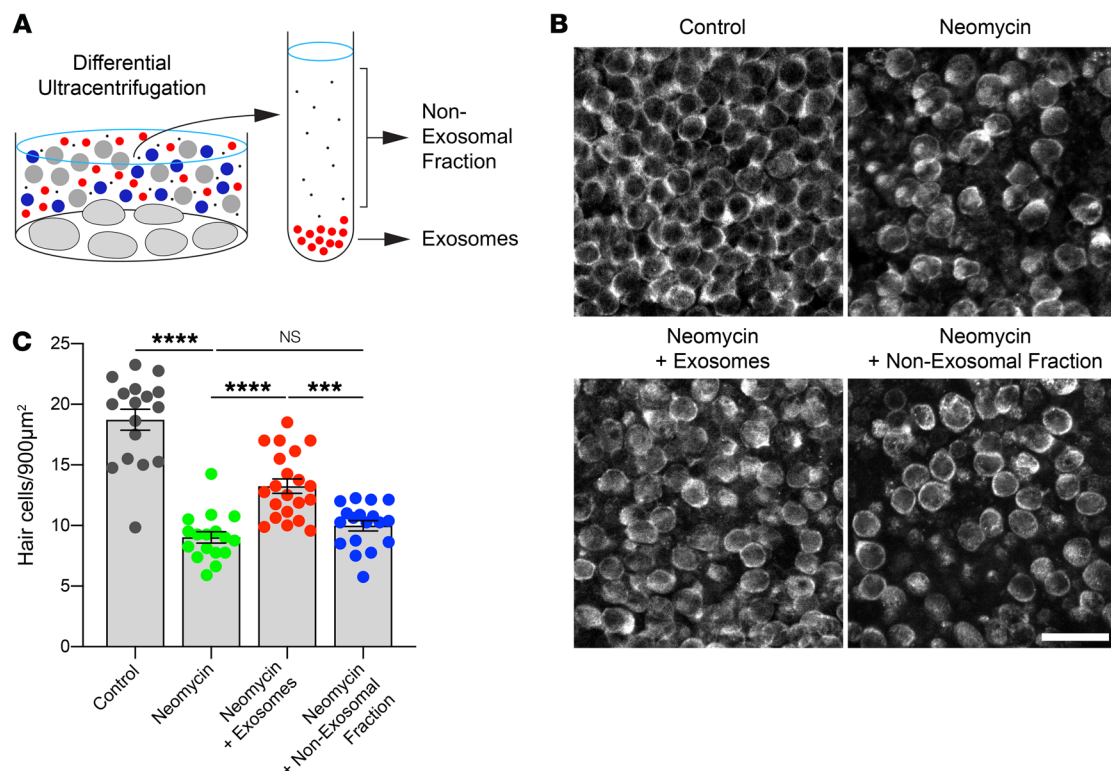 A
Differential
Ultracentrifugation
Non-
Exosomal
Fraction
Exosomes
B
Control
Neomycin
Neomycin
+ Exosomes
Neomycin
+ Non-Exosomal Fraction
C
Hair cells/900µm²
25
20
15
10
5
0
****
NS
****
***
Control
Neomycin
Neomycin
+ Exosomes
Neomycin
+ Non-Exosomal
Fraction